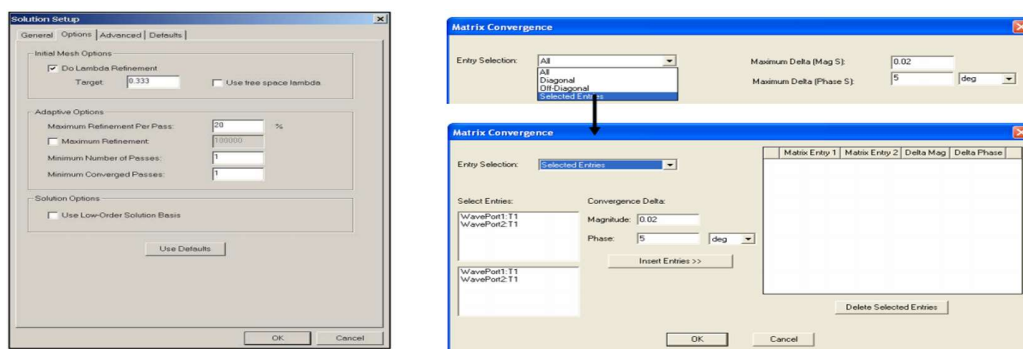 Solution Setup
General Options Advanced Defaults
Initial Mesh Options
Do Lambda Refinement
Target: 0.333 Use free space lambda
Adaptive Options
Maximum Refinement Per Pass: 20 %
Maximum Refinement: 100000
Minimum Number of Passes: 1
Minimum Converged Passes: 1
Solution Options
Use Low-Order Solution Basis
Use Defaults
OK Cancel
Matrix Convergence
Entry Selection: All
All
Diagonal
Off-Diagonal
Selected Entries
Maximum Delta (Mag S): 0.02
Maximum Delta (Phase S): 5 deg
Matrix Convergence
Entry Selection: Selected Entries
Select Entries:
WavePort1:T1
WavePort2:T1
WavePort1:T1
WavePort2:T1
Convergence Delta:
Magnitude: 0.02
Phase: 5 deg
Insert Entries >>
Matrix Entry 1 Matrix Entry 2 Delta Mag Delta Phase
Delete Selected Entries
OK Cancel